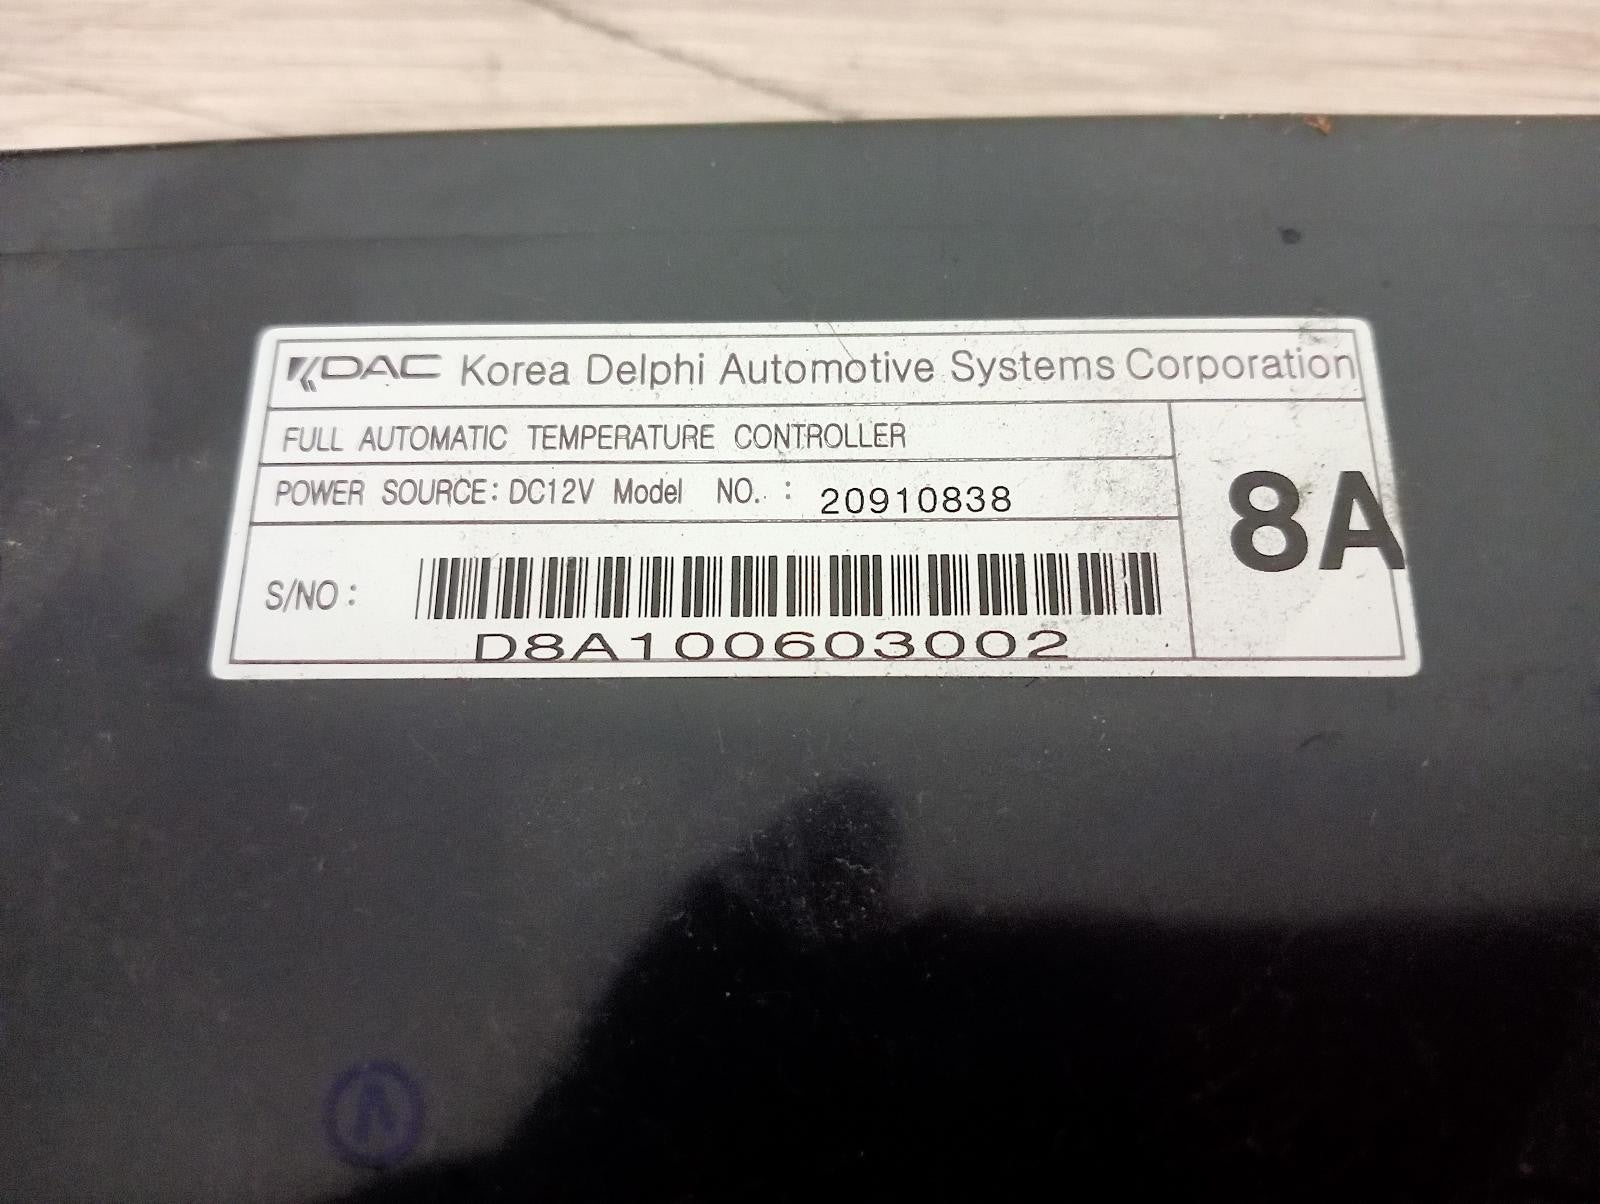 KDAC Korea Delphi Automotive Systems Corporation
FULL AUTOMATIC TEMPERATURE CONTROLLER
POWER SOURCE: DC12V Model NO. : 20910838
8A
S/NO :
D8A100603002